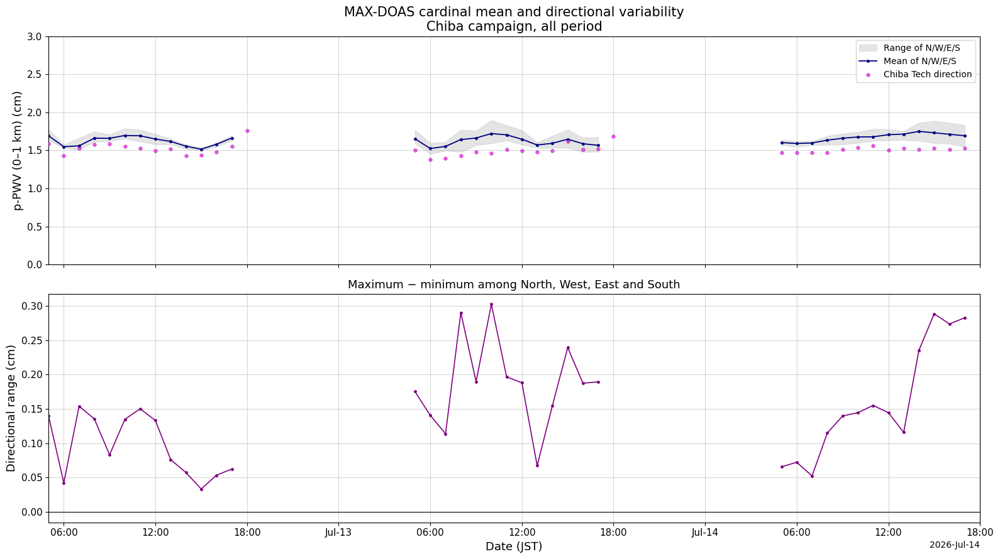 MAX-DOAS cardinal mean and directional variability
Chiba campaign, all period
3.0
2.5
2.0
1.5
1.0
0.5
0.0
p-PWV (0–1 km) (cm)
Range of N/W/E/S
Mean of N/W/E/S
Chiba Tech direction
Maximum − minimum among North, West, East and South
0.30
0.25
0.20
0.15
0.10
0.05
0.00
Directional range (cm)
06:00 12:00 18:00 Jul-13 06:00 12:00 18:00 Jul-14 06:00 12:00 18:00
Date (JST)
2026-Jul-14